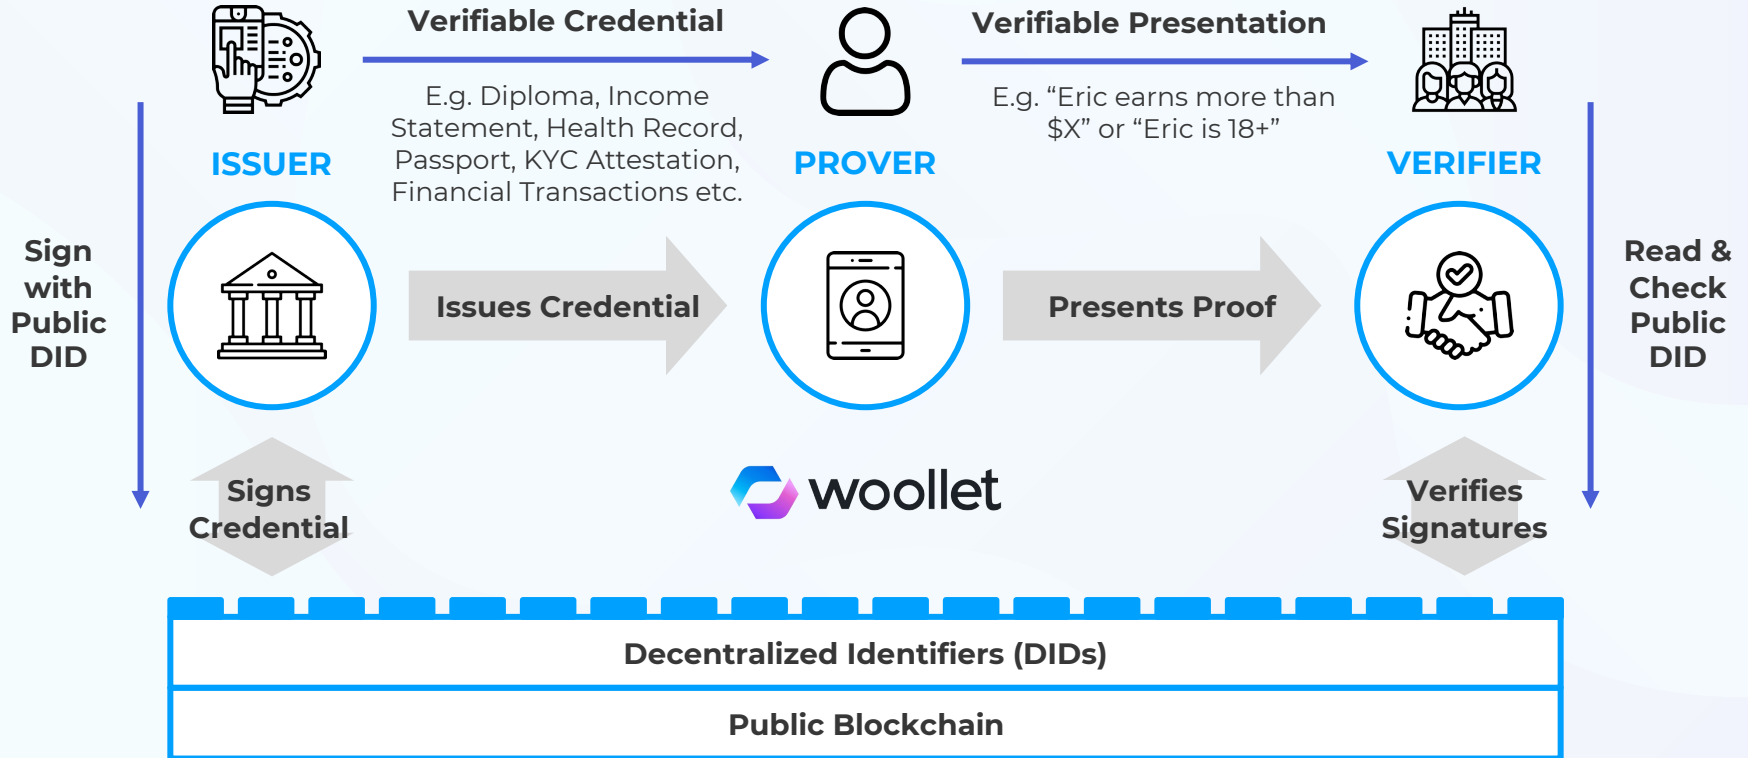 Verifiable Credential
E.g. Diploma, Income
Statement, Health Record,
Passport, KYC Attestation,
Financial Transactions etc.
Verifiable Presentation
E.g. “Eric earns more than
$X” or “Eric is 18+”
ISSUER
PROVER
VERIFIER
Sign
with
Public
DID
Issues Credential
Presents Proof
Read &
Check
Public
DID
Signs
Credential
woollet
Verifies
Signatures
Decentralized Identifiers (DIDs)
Public Blockchain